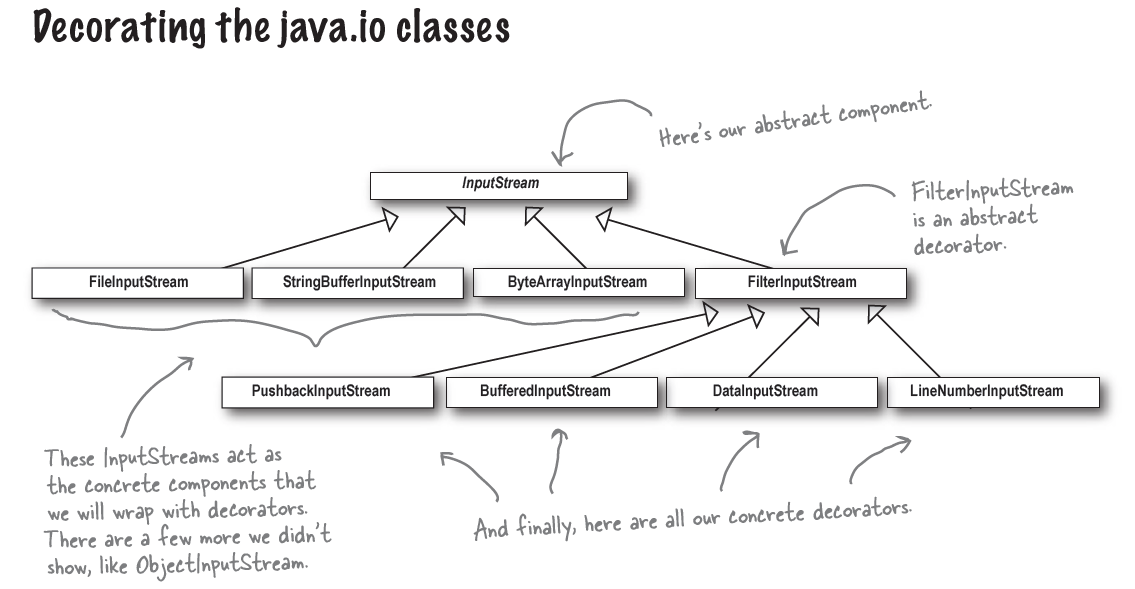 Decorating the java.io classes
Here's our abstract component.
InputStream
FilterInputStream
is an abstract
decorator.
FileInputStream
StringBufferInputStream
ByteArrayInputStream
FilterInputStream
PushbackInputStream
BufferedInputStream
DataInputStream
LineNumberInputStream
These InputStreams act as
the concrete components that
we will wrap with decorators.
There are a few more we didn't
show, like ObjectInputStream.
And finally, here are all our concrete decorators.